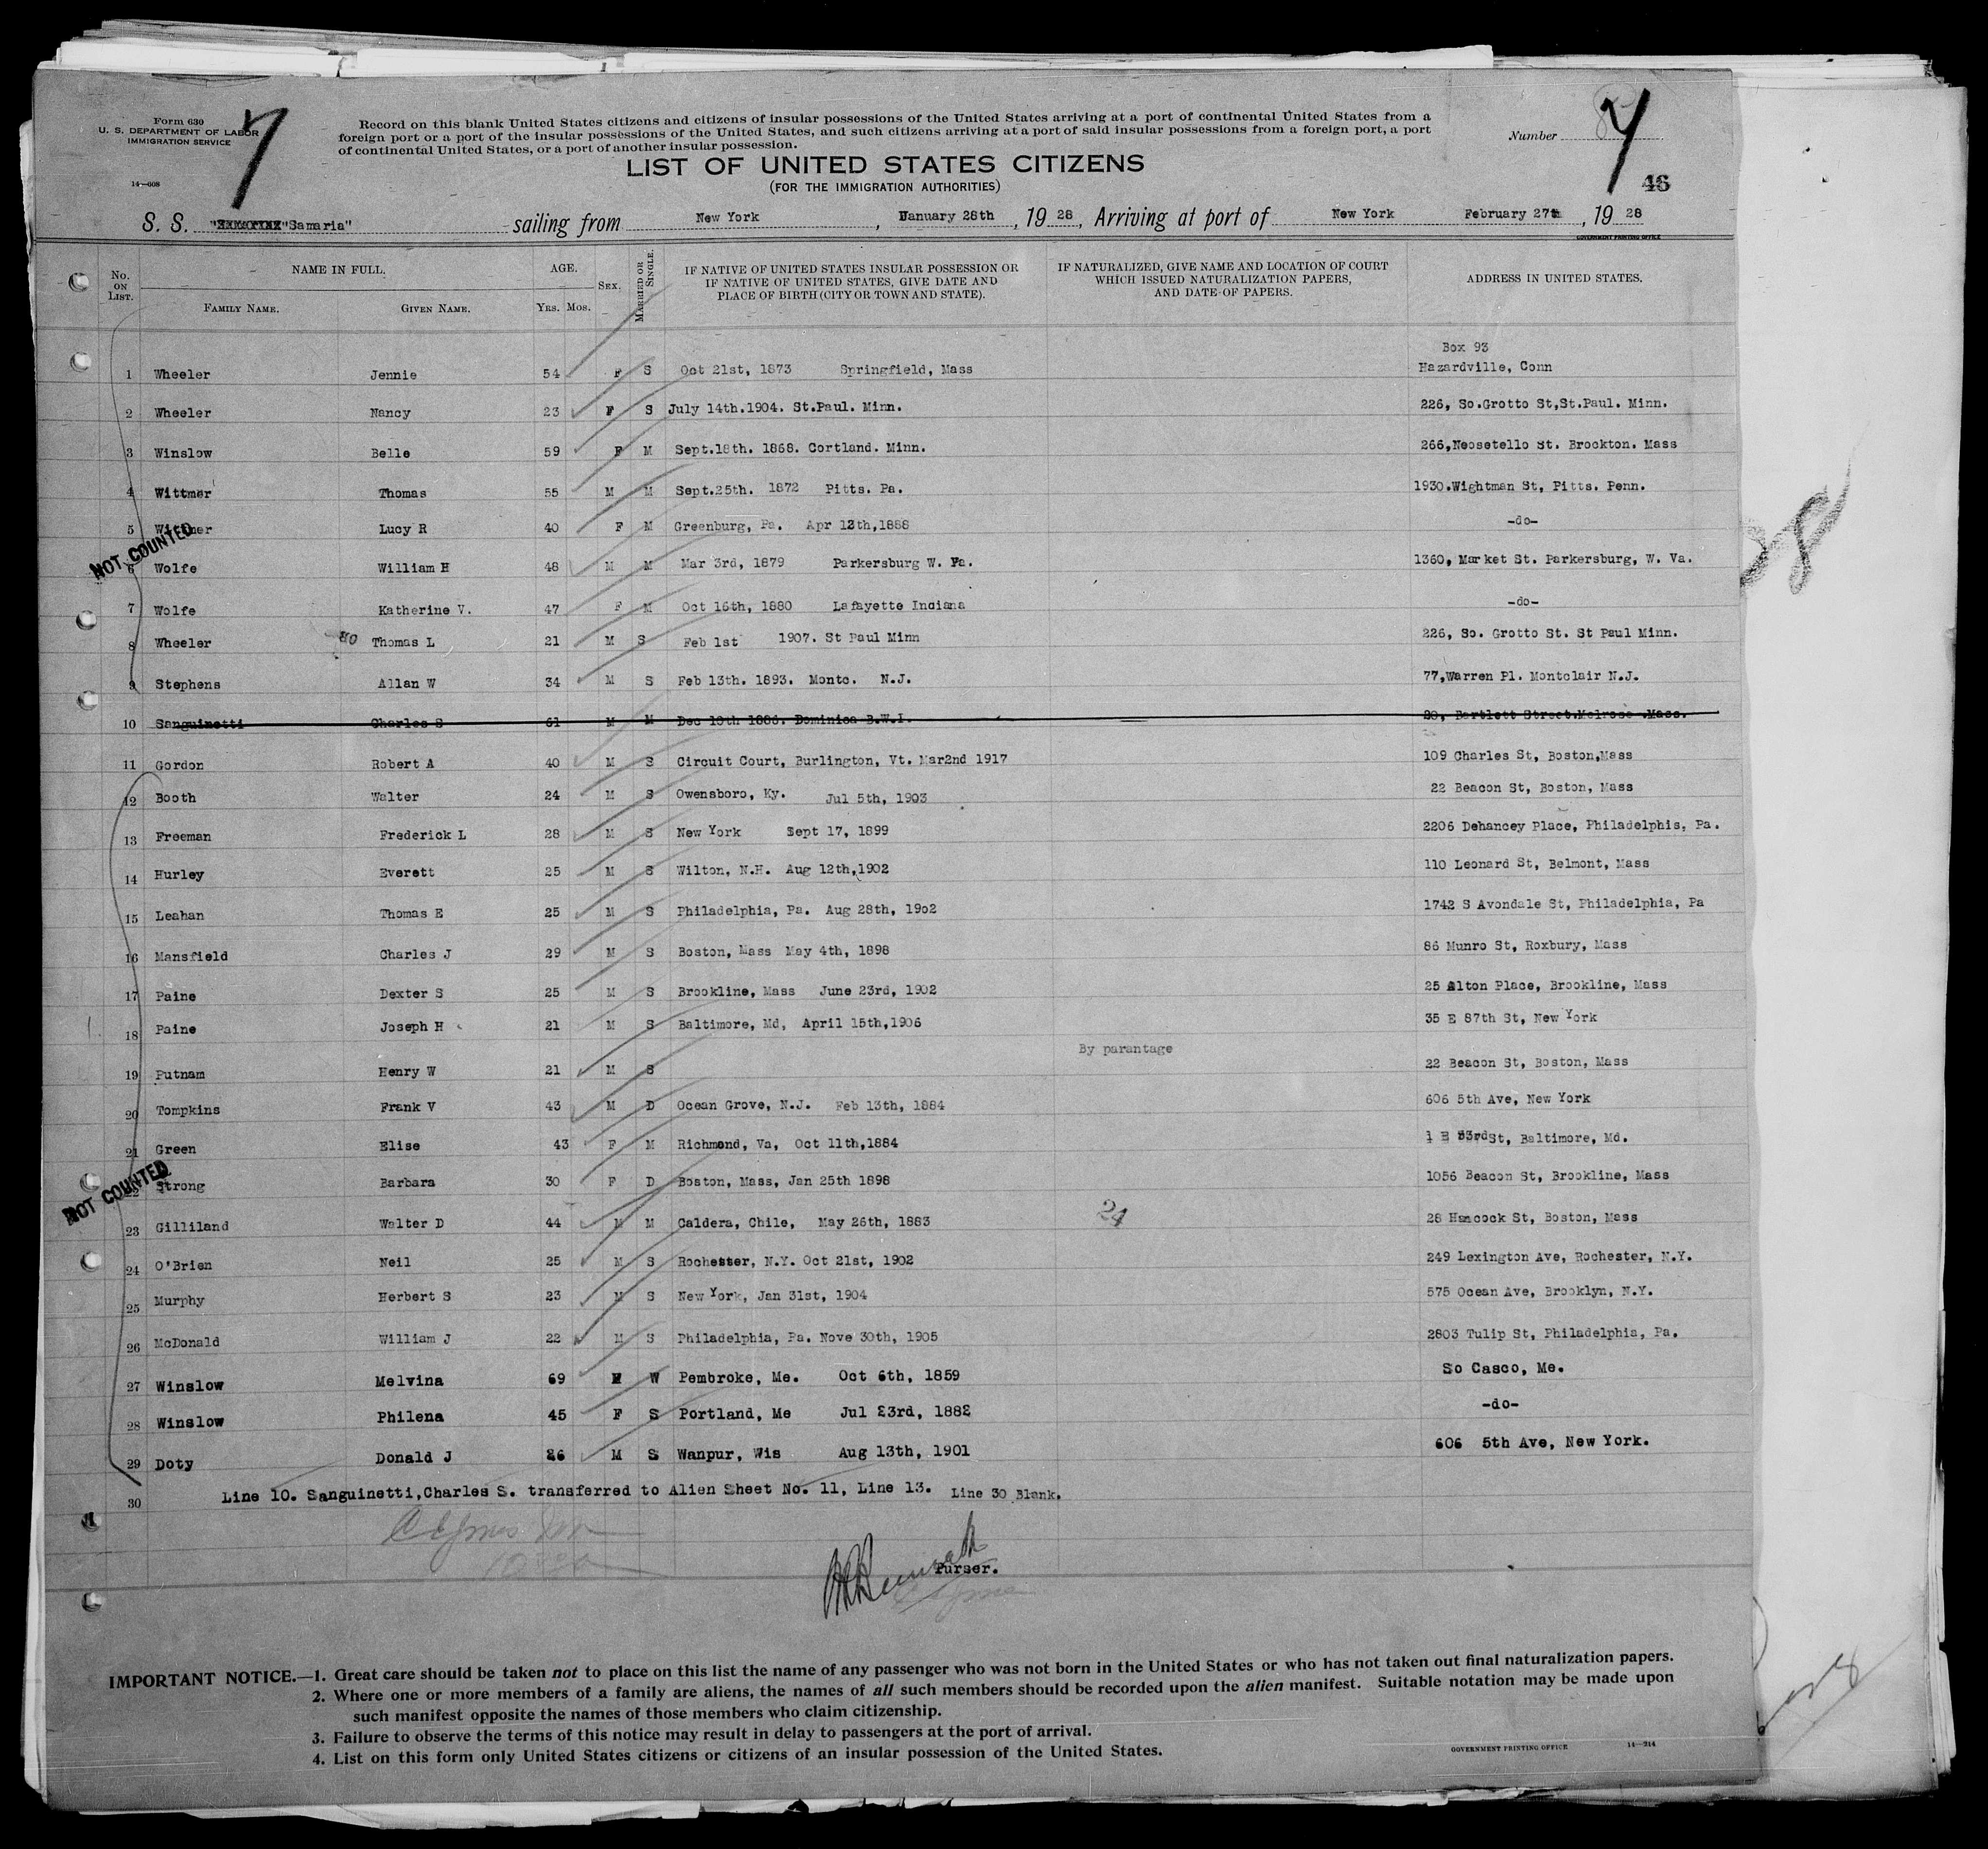 Form 630
U. S. DEPARTMENT OF LABOR
IMMIGRATION SERVICE
14—608
7
Record on this blank United States citizens and citizens of insular possessions of the United States arriving at a port of continental United States from a
foreign port or a port of the insular possessions of the United States, and such citizens arriving at a port of said insular possessions from a foreign port, a port
of continental United States, or a port of another insular possession.
Number
46
LIST OF UNITED STATES CITIZENS
(FOR THE IMMIGRATION AUTHORITIES)
S. S. "Samaria" sailing from New York, January 28th, 19 28, Arriving at port of New York February 27th, 19 28
GOVERNMENT PRINTING OFFICE
No. ON LIST. NAME IN FULL. FAMILY NAME. GIVEN NAME. AGE. YRS. MOS. SEX. MARRIED OR SINGLE. IF NATIVE OF UNITED STATES INSULAR POSSESSION OR IF NATIVE OF UNITED STATES, GIVE DATE AND PLACE OF BIRTH (CITY OR TOWN AND STATE). IF NATURALIZED, GIVE NAME AND LOCATION OF COURT WHICH ISSUED NATURALIZATION PAPERS, AND DATE OF PAPERS. ADDRESS IN UNITED STATES.
Box 93
1 Wheeler Jennie 54 F S Oct 21st, 1873 Springfield, Mass Hazardville, Conn
2 Wheeler Nancy 23 F S July 14th.1904. St.Paul. Minn. 226, So.Grotto St,St.Paul. Minn.
3 Winslow Belle 59 F M Sept.18th. 1868. Cortland. Minn. 266,Neosetello St. Brockton. Mass
4 Wittmer Thomas 55 M M Sept.25th. 1872 Pitts. Pa. 1930.Wightman St, Pitts. Penn.
5 Wittmer Lucy R 40 F M Greenburg, Pa. Apr 12th,1888 -do-
NOT COUNTED
6 Wolfe William H 48 M M Mar 3rd, 1879 Parkersburg W. Va. 1360, Market St. Parkersburg, W. Va.
7 Wolfe Katherine V. 47 F M Oct 16th, 1880 Lafayette Indiana -do-
8 Wheeler Thomas L 21 M S Feb 1st 1907. St Paul Minn 226, So. Grotto St. St Paul Minn.
9 Stephens Allan W 34 M S Feb 13th. 1893. Montc. N.J. 77,Warren Pl. Montclair N.J.
10 Sanguinetti Charles S 61 M M Dec 10th 1886. Dominica B.W.I. 20, Bartlett Street.Melrose .Mass.
11 Gordon Robert A 40 M S Circuit Court, Burlington, Vt. Mar2nd 1917 109 Charles St, Boston,Mass
12 Booth Walter 24 M S Owensboro, Ky. Jul 5th, 1903 22 Beacon St, Boston, Mass
13 Freeman Frederick L 28 M S New York Sept 17, 1899 2206 Dehancey Place, Philadelphis, Pa.
14 Hurley Everett 25 M S Wilton, N.H. Aug 12th,1902 110 Leonard St, Belmont, Mass
15 Leahan Thomas E 25 M S Philadelphia, Pa. Aug 28th, 19o2 1742 S Avondale St, Philadelphia, Pa
16 Mansfield Charles J 29 M S Boston, Mass May 4th, 1898 86 Munro St, Roxbury, Mass
17 Paine Dexter S 25 M S Brookline, Mass June 23rd, 1902 25 Alton Place, Brookline, Mass
18 Paine Joseph H 21 M S Baltimore, Md, April 15th,1906 35 E 87th St, New York
By parantage
19 Putnam Henry W 21 M S 22 Beacon St, Boston, Mass
20 Tompkins Frank V 43 M D Ocean Grove, N.J. Feb 13th, 1884 606 5th Ave, New York
21 Green Elise 43 F M Richmond, Va, Oct 11th,1884 1 E 33rdSt, Baltimore, Md.
NOT COUNTED
22 Strong Barbara 30 F D Boston, Mass, Jan 25th 1898 1056 Beacon St, Brookline, Mass
23 Gilliland Walter D 44 M M Caldera, Chile, May 26th, 1883 24 28 Hancock St, Boston, Mass
24 O'Brien Neil 25 M S Rochester, N.Y. Oct 21st, 1902 249 Lexington Ave, Rochester, N.Y.
25 Murphy Herbert S 23 M S New York, Jan 31st, 1904 575 Ocean Ave, Brooklyn, N.Y.
26 McDonald William J 22 M S Philadelphia, Pa. Nove 30th, 1905 2803 Tulip St, Philadelphia, Pa.
27 Winslow Melvina 69 W Pembroke, Me. Oct 6th, 1859 So Casco, Me.
28 Winslow Philena 45 F S Portland, Me Jul 23rd, 1882 -do-
29 Doty Donald J 26 M S Wanpur, Wis Aug 13th, 1901 606 5th Ave, New York.
30 Line 10. Sanguinetti,Charles S. transferred to Alien Sheet No. 11, Line 13. Line 30 Blank.
Purser.
IMPORTANT NOTICE.—1. Great care should be taken not to place on this list the name of any passenger who was not born in the United States or who has not taken out final naturalization papers.
2. Where one or more members of a family are aliens, the names of all such members should be recorded upon the alien manifest. Suitable notation may be made upon
such manifest opposite the names of those members who claim citizenship.
3. Failure to observe the terms of this notice may result in delay to passengers at the port of arrival.
4. List on this form only United States citizens or citizens of an insular possession of the United States.
GOVERNMENT PRINTING OFFICE 14—214